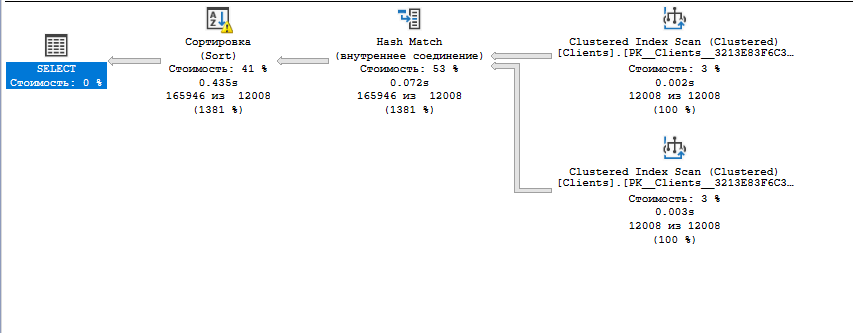 SELECT
Стоимость: 0 %
Сортировка
(Sort)
Стоимость: 41 %
0.435s
165946 из 12008
(1381 %)
Hash Match
(внутреннее соединение)
Стоимость: 53 %
0.072s
165946 из 12008
(1381 %)
Clustered Index Scan (Clustered)
[Clients].[PK__Clients__3213E83F6C3…
Стоимость: 3 %
0.002s
12008 из 12008
(100 %)
Clustered Index Scan (Clustered)
[Clients].[PK__Clients__3213E83F6C3…
Стоимость: 3 %
0.003s
12008 из 12008
(100 %)